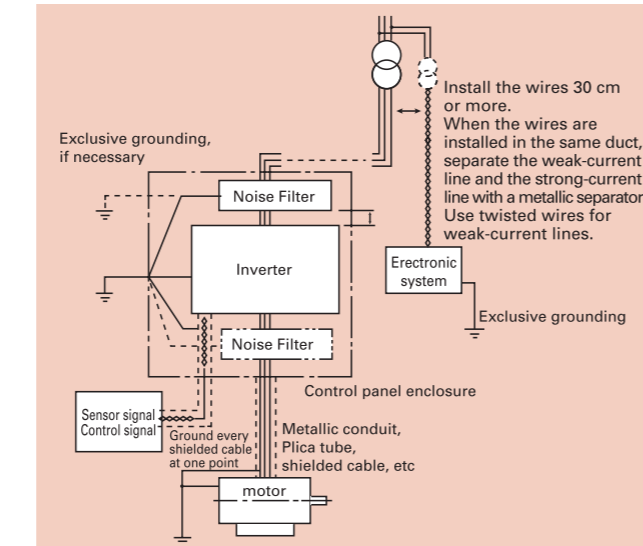 Install the wires 30 cm
or more.
When the wires are
installed in the same duct,
separate the weak-current
line and the strong-current
line with a metallic separator
Use twisted wires for
weak-current lines.
Exclusive grounding,
if necessary
Noise Filter
Inverter
Erectronic
system
Exclusive grounding
Noise Filter
Control panel enclosure
Sensor signal
Control signal
Ground every
shielded cable
at one point
Metallic conduit,
Plica tube,
shielded cable, etc
motor